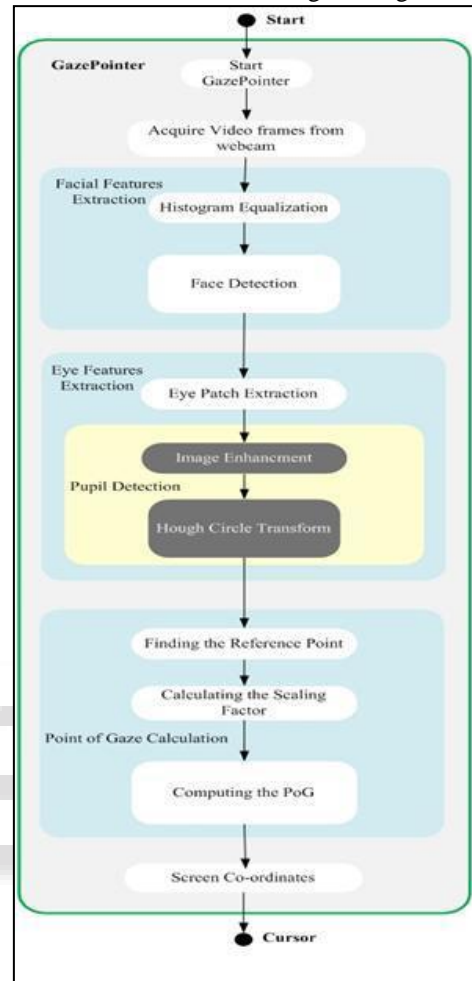 Start
GazePointer
Start
GazePointer
Acquire Video frames from
webcam
Facial Features
Extraction
Histogram Equalization
Face Detection
Eye Features
Extraction
Eye Patch Extraction
Image Enhancment
Pupil Detection
Hough Circle Transform
Finding the Reference Point
Calculating the Scaling
Factor
Point of Gaze Calculation
Computing the PoG
Screen Co-ordinates
Cursor